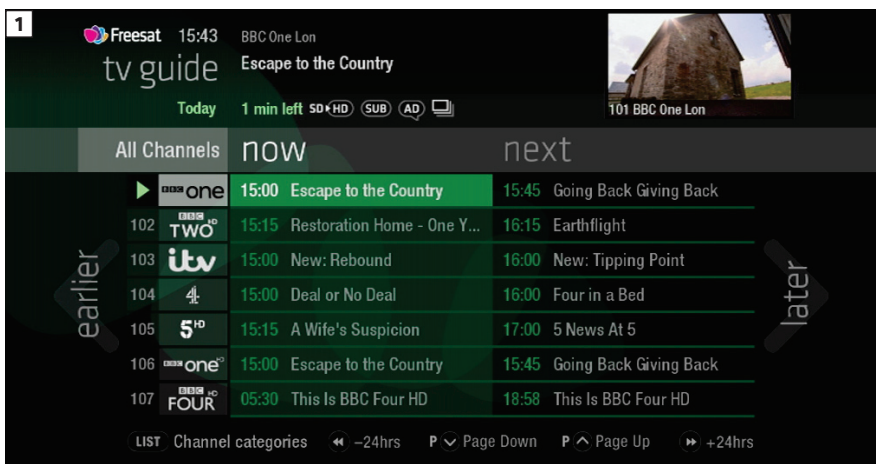 1
Freesat 15:43 BBC One Lon
tv guide Escape to the Country
Today 1 min left SD HD SUB AD
101 BBC One Lon
All Channels now next
BBC one 15:00 Escape to the Country 15:45 Going Back Giving Back
102 BBC TWO HD 15:15 Restoration Home - One Y... 16:15 Earthflight
103 itv 15:00 New: Rebound 16:00 New: Tipping Point
104 4 15:00 Deal or No Deal 16:00 Four in a Bed
105 5 HD 15:15 A Wife's Suspicion 17:00 5 News At 5
106 BBC one HD 15:00 Escape to the Country 15:45 Going Back Giving Back
107 BBC FOUR HD 05:30 This Is BBC Four HD 18:58 This Is BBC Four HD
earlier
later
LIST Channel categories −24hrs P Page Down P Page Up +24hrs